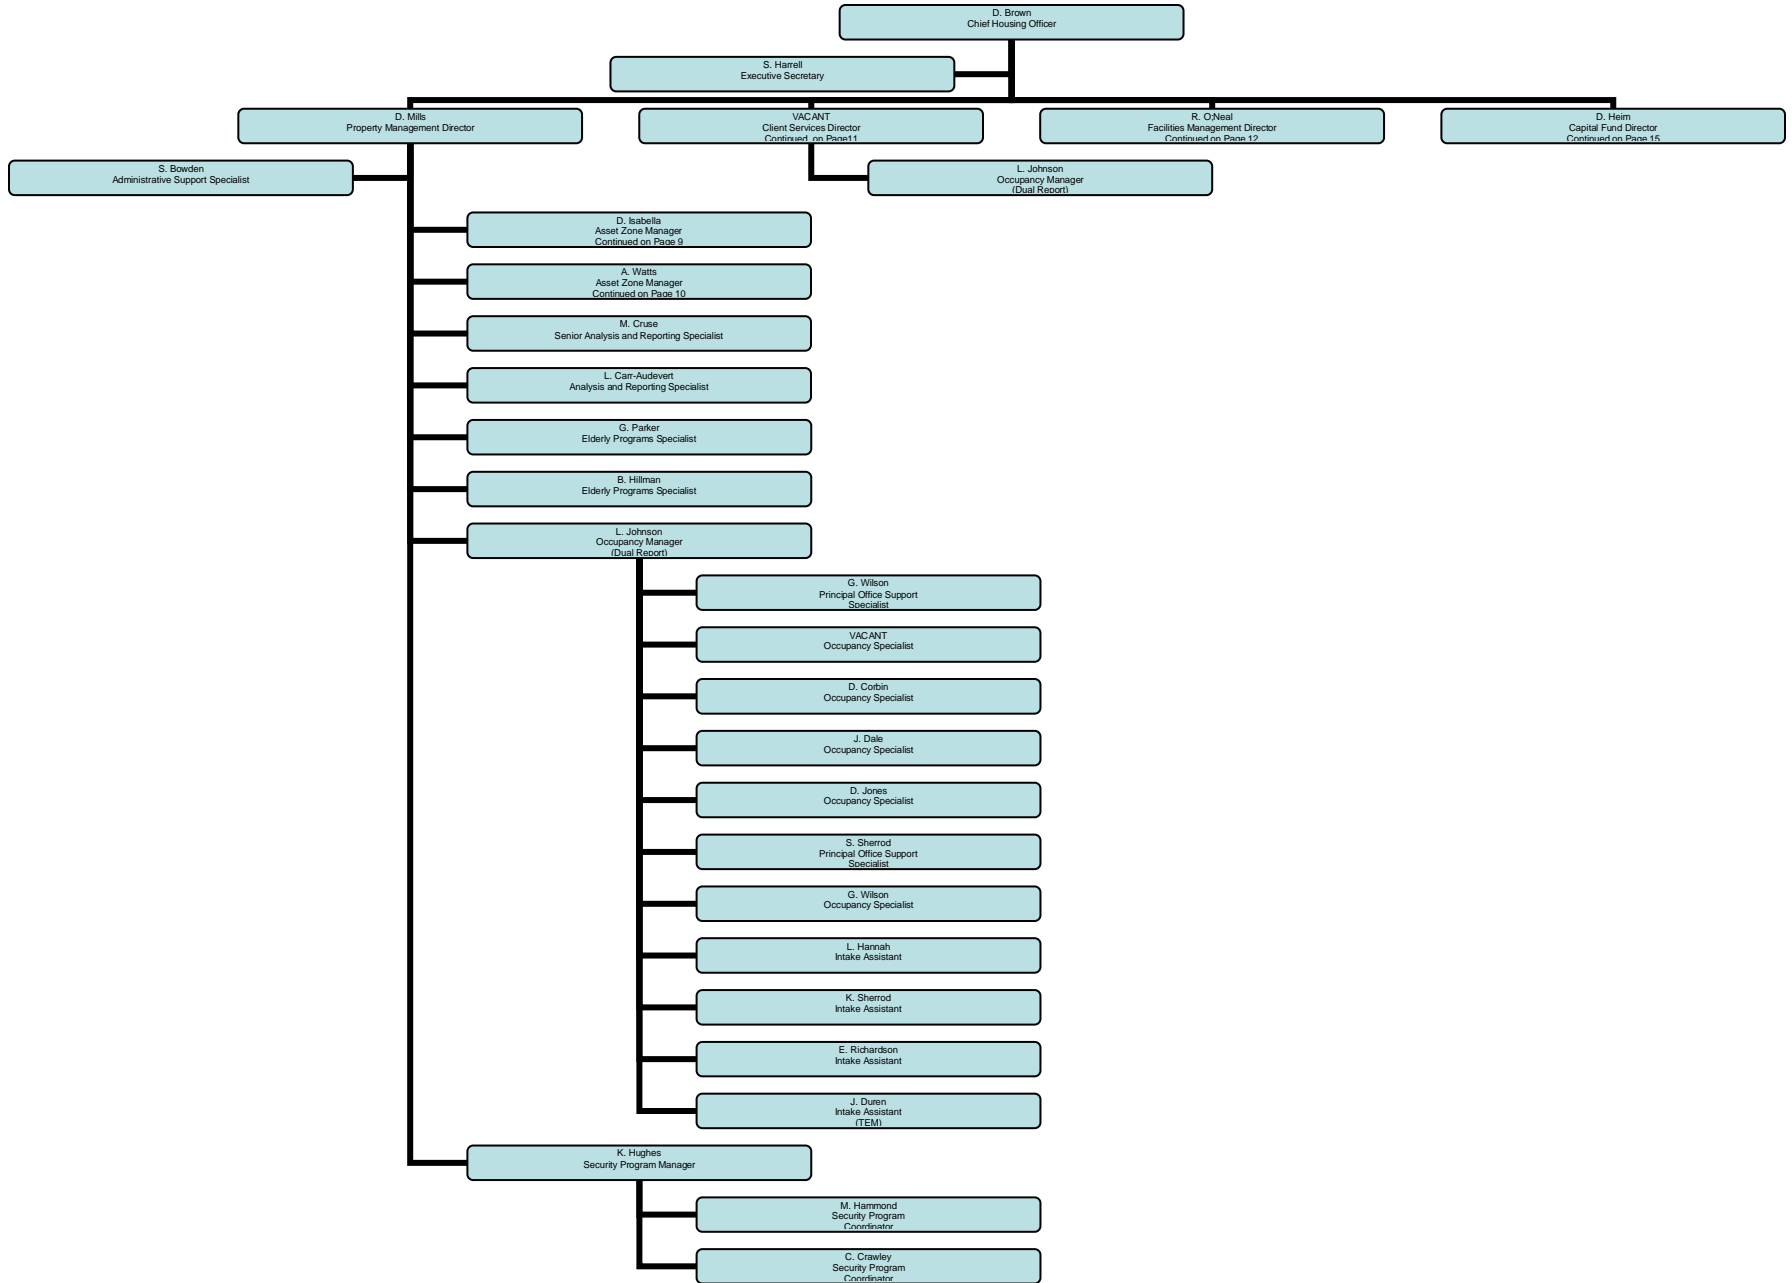 D. Brown
Chief Housing Officer
S. Harrell
Executive Secretary
D. Mills
Property Management Director
VACANT
Client Services Director
Continued on Page11
R. O;Neal
Facilities Management Director
Continued on Page 12
D. Heim
Capital Fund Director
Continued on Page 15
S. Bowden
Administrative Support Specialist
L. Johnson
Occupancy Manager
(Dual Report)
D. Isabella
Asset Zone Manager
Continued on Page 9
A. Watts
Asset Zone Manager
Continued on Page 10
M. Cruse
Senior Analysis and Reporting Specialist
L. Carr-Audevert
Analysis and Reporting Specialist
G. Parker
Elderly Programs Specialist
B. Hillman
Elderly Programs Specialist
L. Johnson
Occupancy Manager
(Dual Report)
G. Wilson
Principal Office Support
Specialist
VACANT
Occupancy Specialist
D. Corbin
Occupancy Specialist
J. Dale
Occupancy Specialist
D. Jones
Occupancy Specialist
S. Sherrod
Principal Office Support
Specialist
G. Wilson
Occupancy Specialist
L. Hannah
Intake Assistant
K. Sherrod
Intake Assistant
E. Richardson
Intake Assistant
J. Duren
Intake Assistant
(TEM)
K. Hughes
Security Program Manager
M. Hammond
Security Program
Coordinator
C. Crawley
Security Program
Coordinator